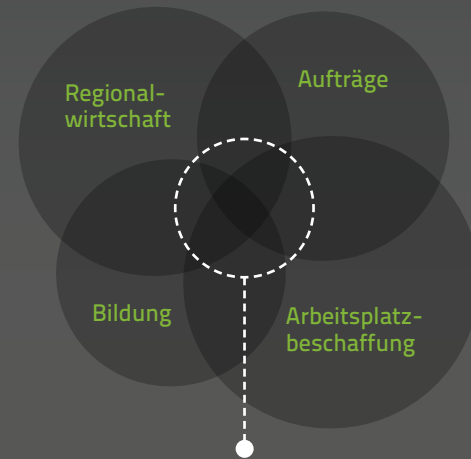 Regional-
wirtschaft
Aufträge
Bildung
Arbeitsplatz-
beschaffung